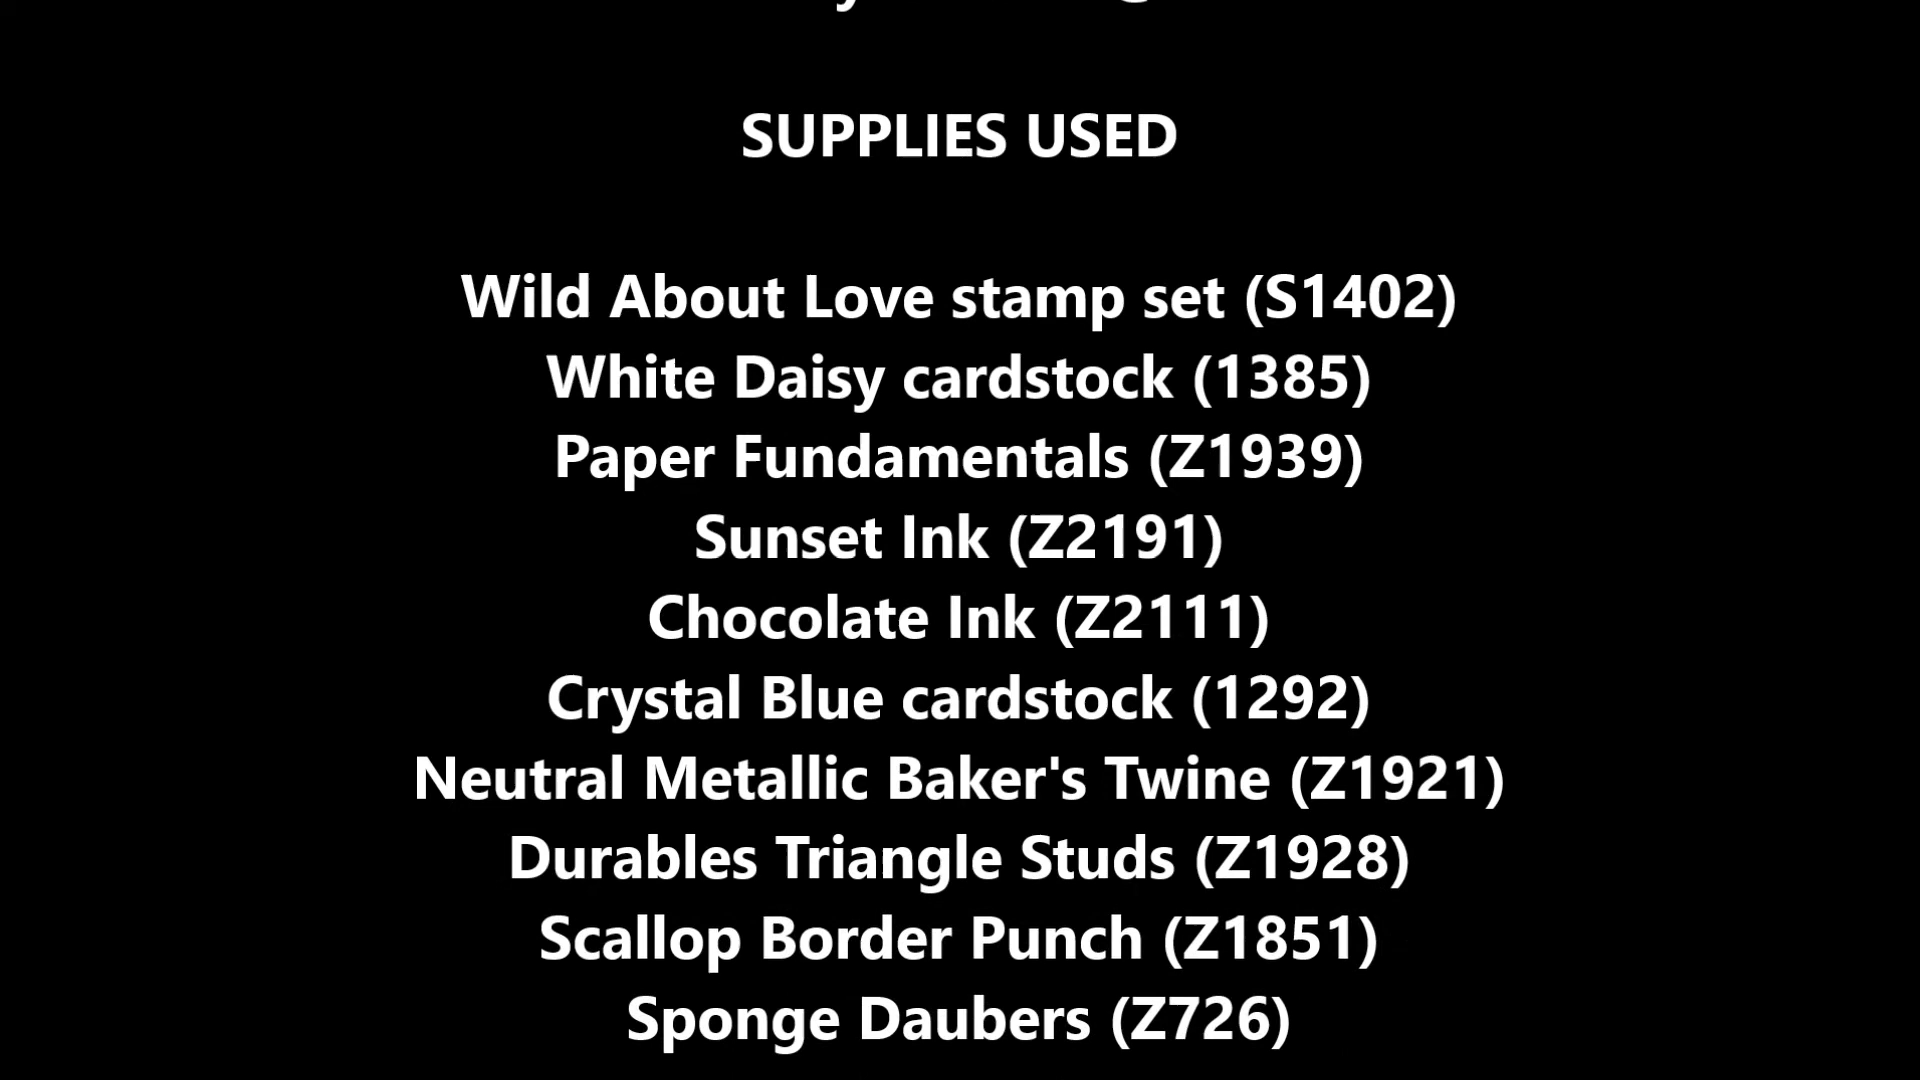 SUPPLIES USED
Wild About Love stamp set (S1402)
White Daisy cardstock (1385)
Paper Fundamentals (Z1939)
Sunset Ink (Z2191)
Chocolate Ink (Z2111)
Crystal Blue cardstock (1292)
Neutral Metallic Baker's Twine (Z1921)
Durables Triangle Studs (Z1928)
Scallop Border Punch (Z1851)
Sponge Daubers (Z726)